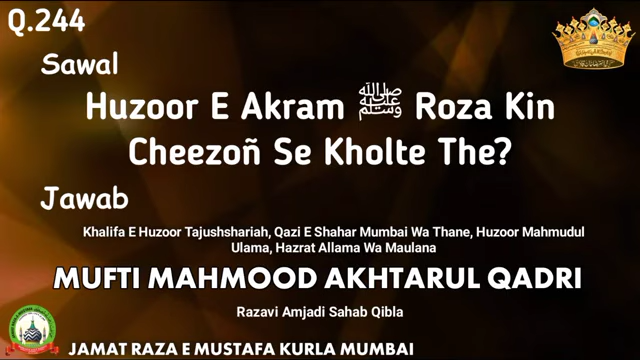 Q.244
Sawal
Huzoor E Akram ﷺ Roza Kin
Cheezoñ Se Kholte The?
Jawab
Khalifa E Huzoor Tajushshariah, Qazi E Shahar Mumbai Wa Thane, Huzoor Mahmudul
Ulama, Hazrat Allama Wa Maulana
MUFTI MAHMOOD AKHTARUL QADRI
Razavi Amjadi Sahab Qibla
JAMAT RAZA E MUSTAFA KURLA MUMBAI